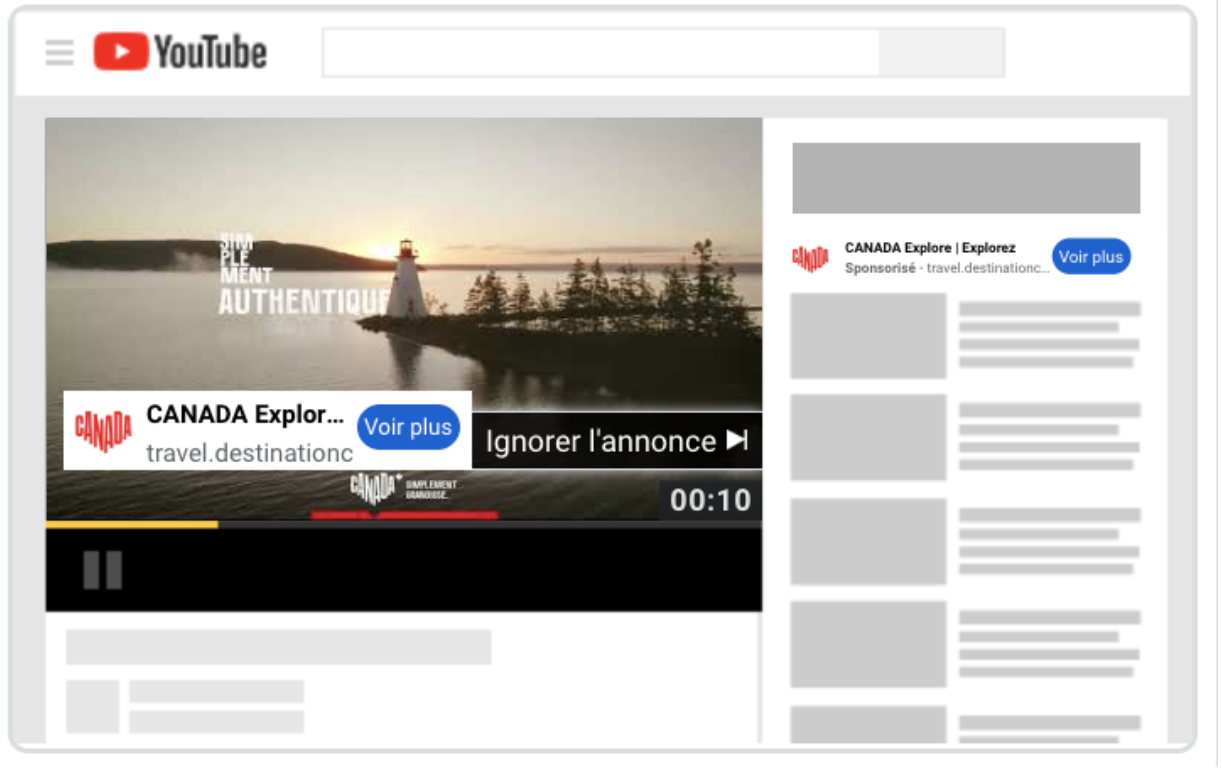 YouTube
SIM
PLE
MENT
AUTHENTIQUE
CANADA
CANADA Explor...
travel.destinationc
Voir plus
Ignorer l'annonce
CANADA
SIMPLEMENT
GRANDIOSE.
00:10
CANADA
CANADA Explore | Explorez
Sponsorisé · travel.destinationc...
Voir plus